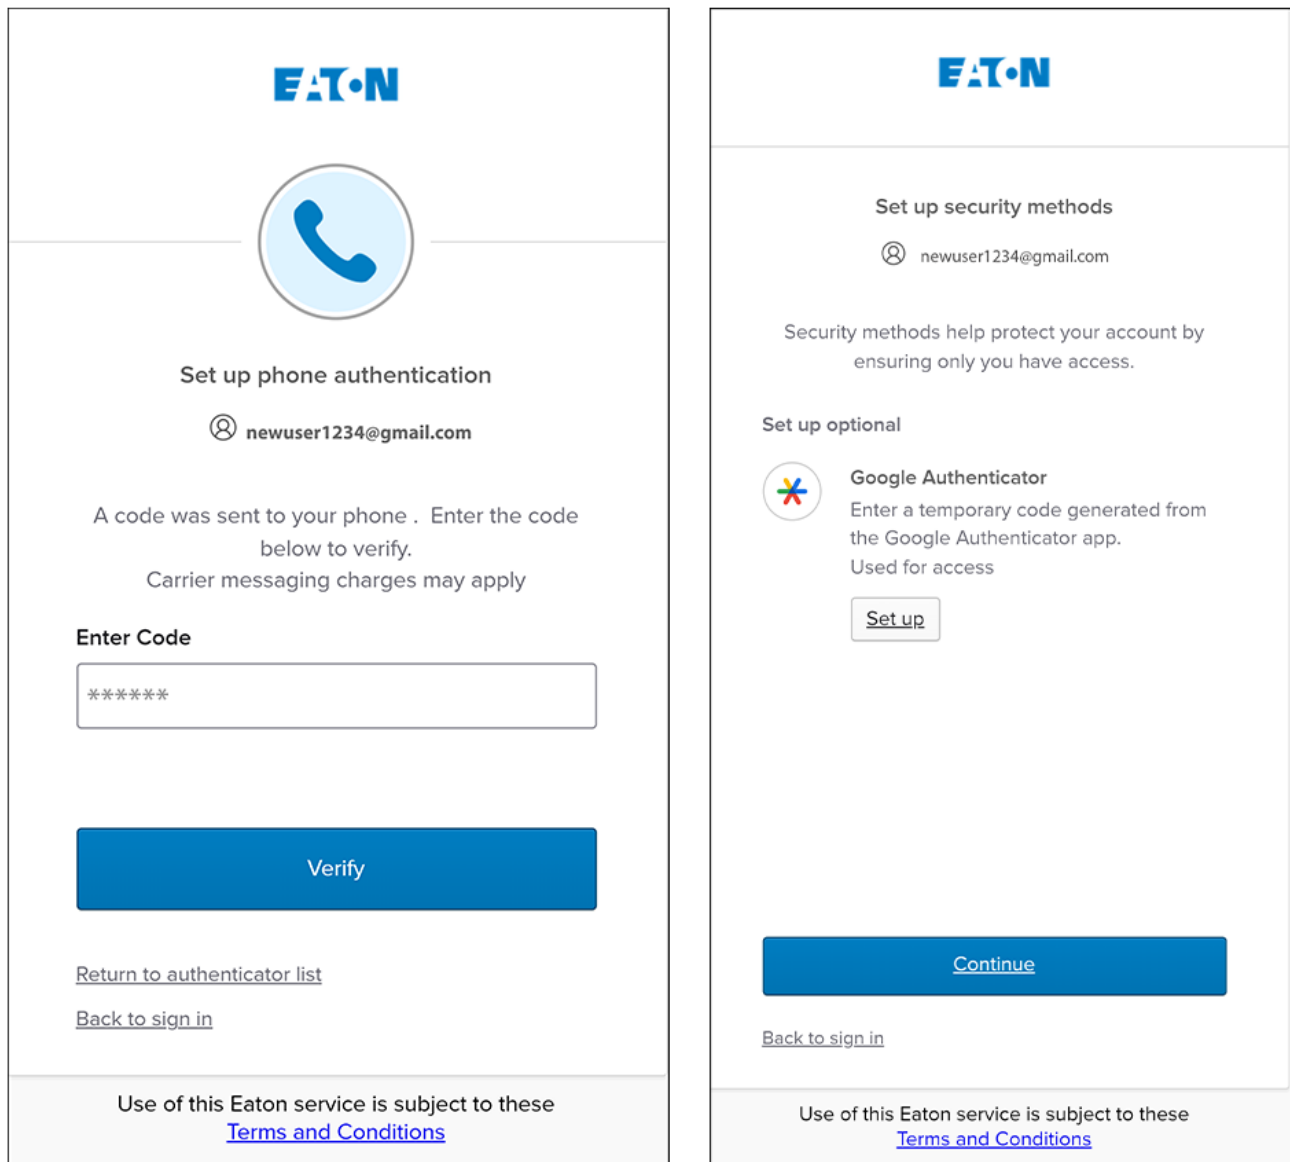 EATON
Set up phone authentication
newuser1234@gmail.com
A code was sent to your phone . Enter the code
below to verify.
Carrier messaging charges may apply
Enter Code
******
Verify
Return to authenticator list
Back to sign in
Use of this Eaton service is subject to these
Terms and Conditions
EATON
Set up security methods
newuser1234@gmail.com
Security methods help protect your account by
ensuring only you have access.
Set up optional
Google Authenticator
Enter a temporary code generated from
the Google Authenticator app.
Used for access
Set up
Continue
Back to sign in
Use of this Eaton service is subject to these
Terms and Conditions